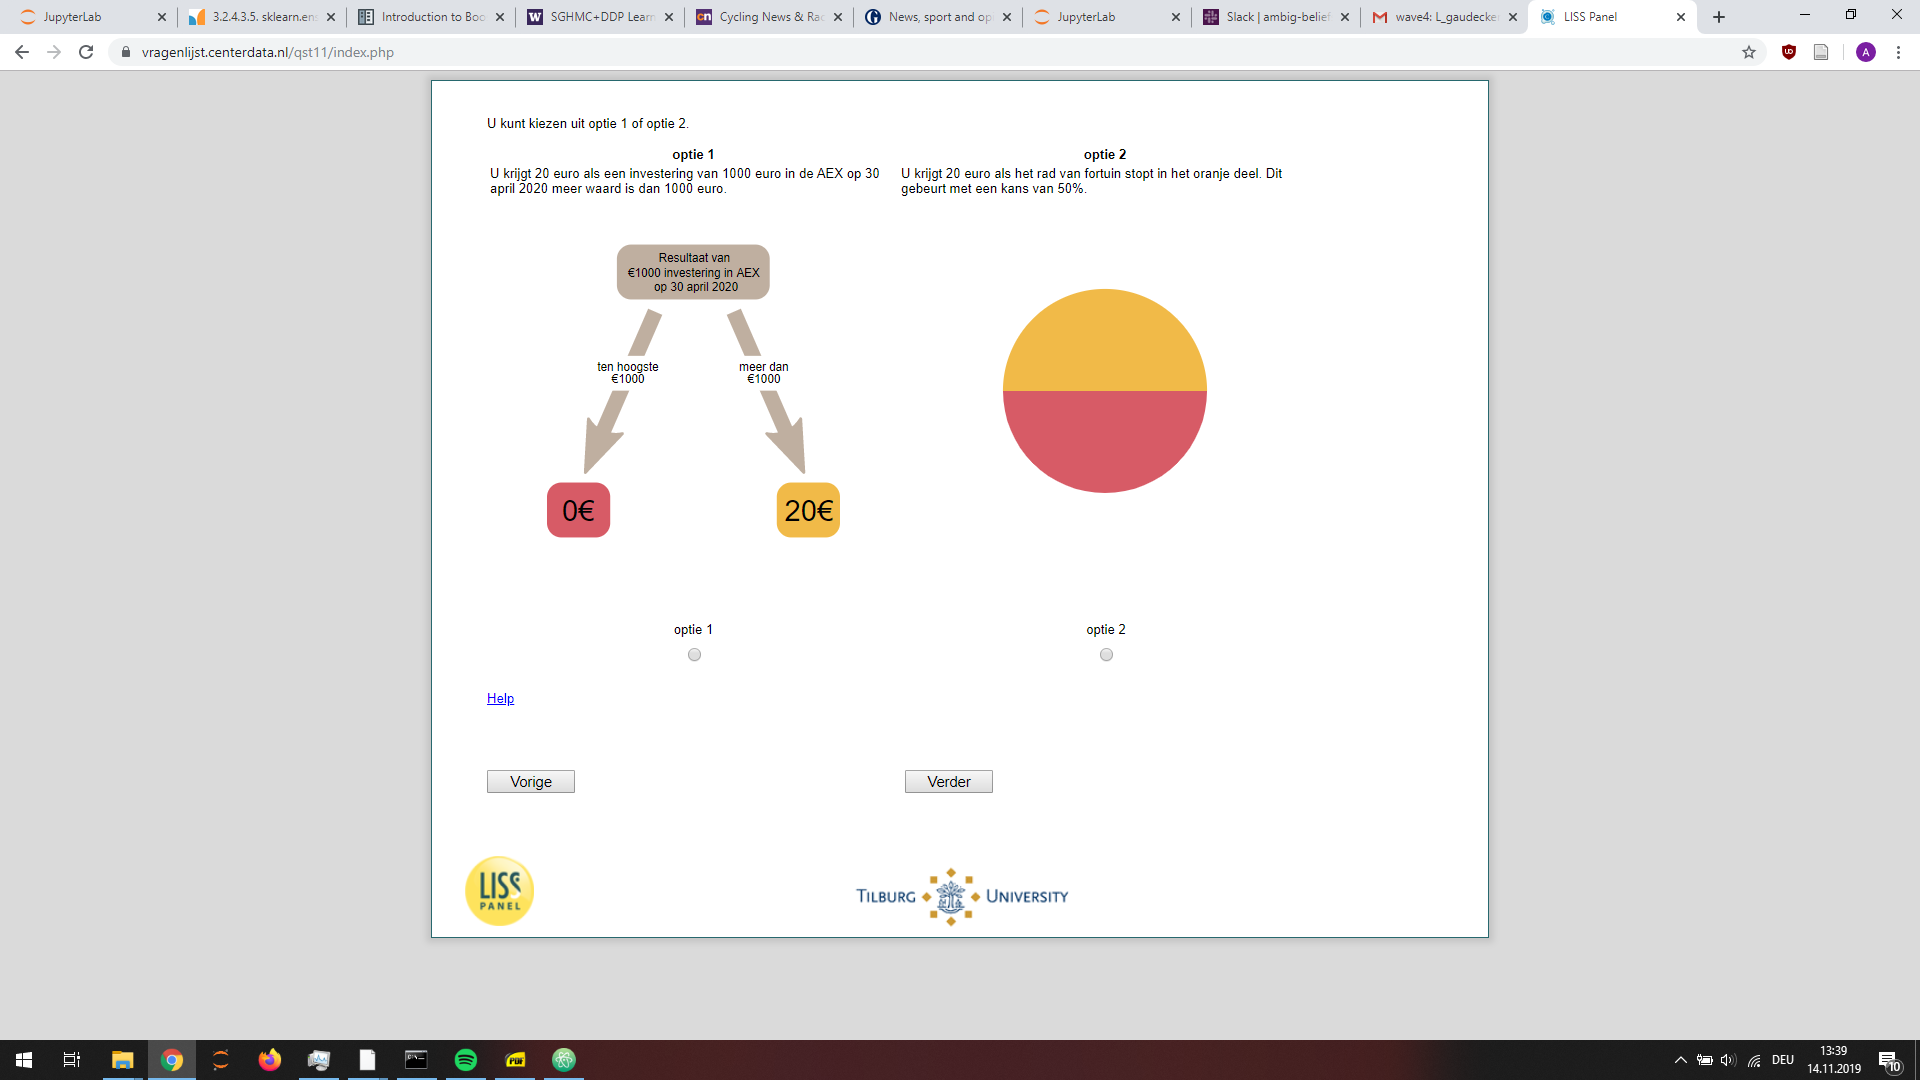 JupyterLab
3.2.4.3.5. sklearn.ens
Introduction to Boo
SGHMC+DDP Learn
Cycling News & Rac
News, sport and op
JupyterLab
Slack | ambig-belief
wave4: L_gaudecker
LISS Panel
vragenlijst.centerdata.nl/qst11/index.php
U kunt kiezen uit optie 1 of optie 2.
optie 1
U krijgt 20 euro als een investering van 1000 euro in de AEX op 30
april 2020 meer waard is dan 1000 euro.
optie 2
U krijgt 20 euro als het rad van fortuin stopt in het oranje deel. Dit
gebeurt met een kans van 50%.
Resultaat van
€1000 investering in AEX
op 30 april 2020
ten hoogste
€1000
meer dan
€1000
0€
20€
optie 1
optie 2
Help
Vorige
Verder
LISS
PANEL
TILBURG UNIVERSITY
DEU
13:39
14.11.2019
10